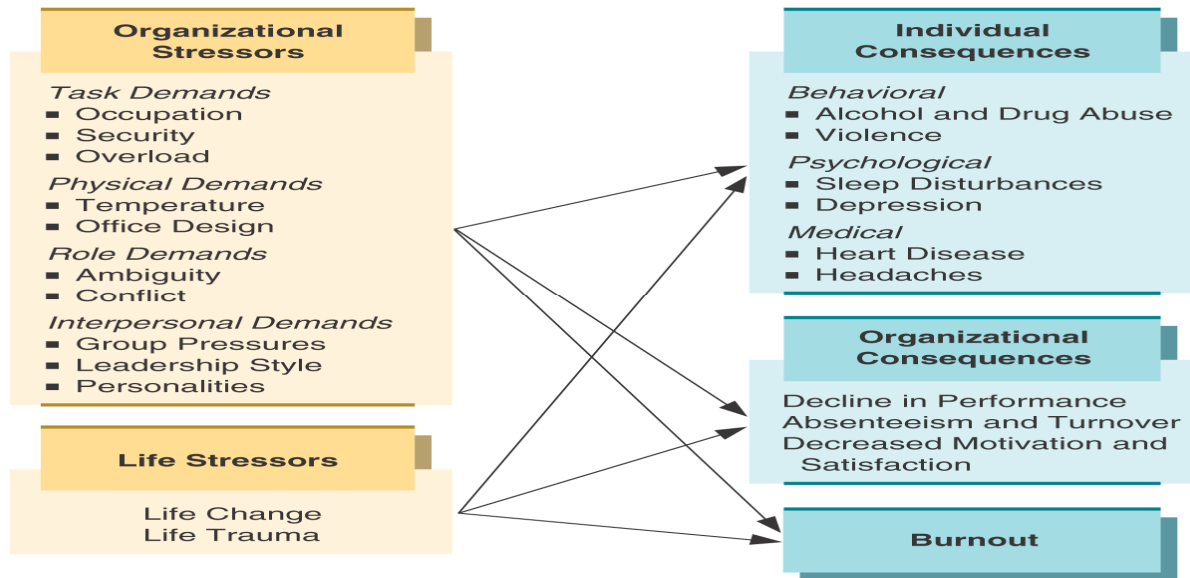 Organizational
Stressors
Task Demands
▪ Occupation
▪ Security
▪ Overload
Physical Demands
▪ Temperature
▪ Office Design
Role Demands
▪ Ambiguity
▪ Conflict
Interpersonal Demands
▪ Group Pressures
▪ Leadership Style
▪ Personalities
Life Stressors
Life Change
Life Trauma
Individual
Consequences
Behavioral
▪ Alcohol and Drug Abuse
▪ Violence
Psychological
▪ Sleep Disturbances
▪ Depression
Medical
▪ Heart Disease
▪ Headaches
Organizational
Consequences
Decline in Performance
Absenteeism and Turnover
Decreased Motivation and
Satisfaction
Burnout